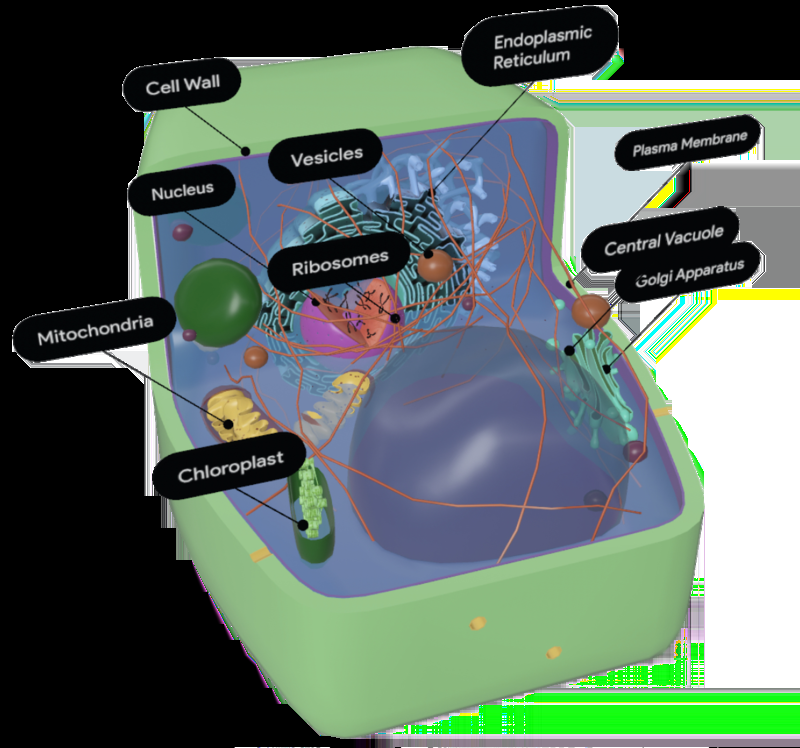 Endoplasmic
Reticulum
Cell Wall
Vesicles
Plasma Membrane
Nucleus
Central Vacuole
Ribosomes
Golgi Apparatus
Mitochondria
Chloroplast